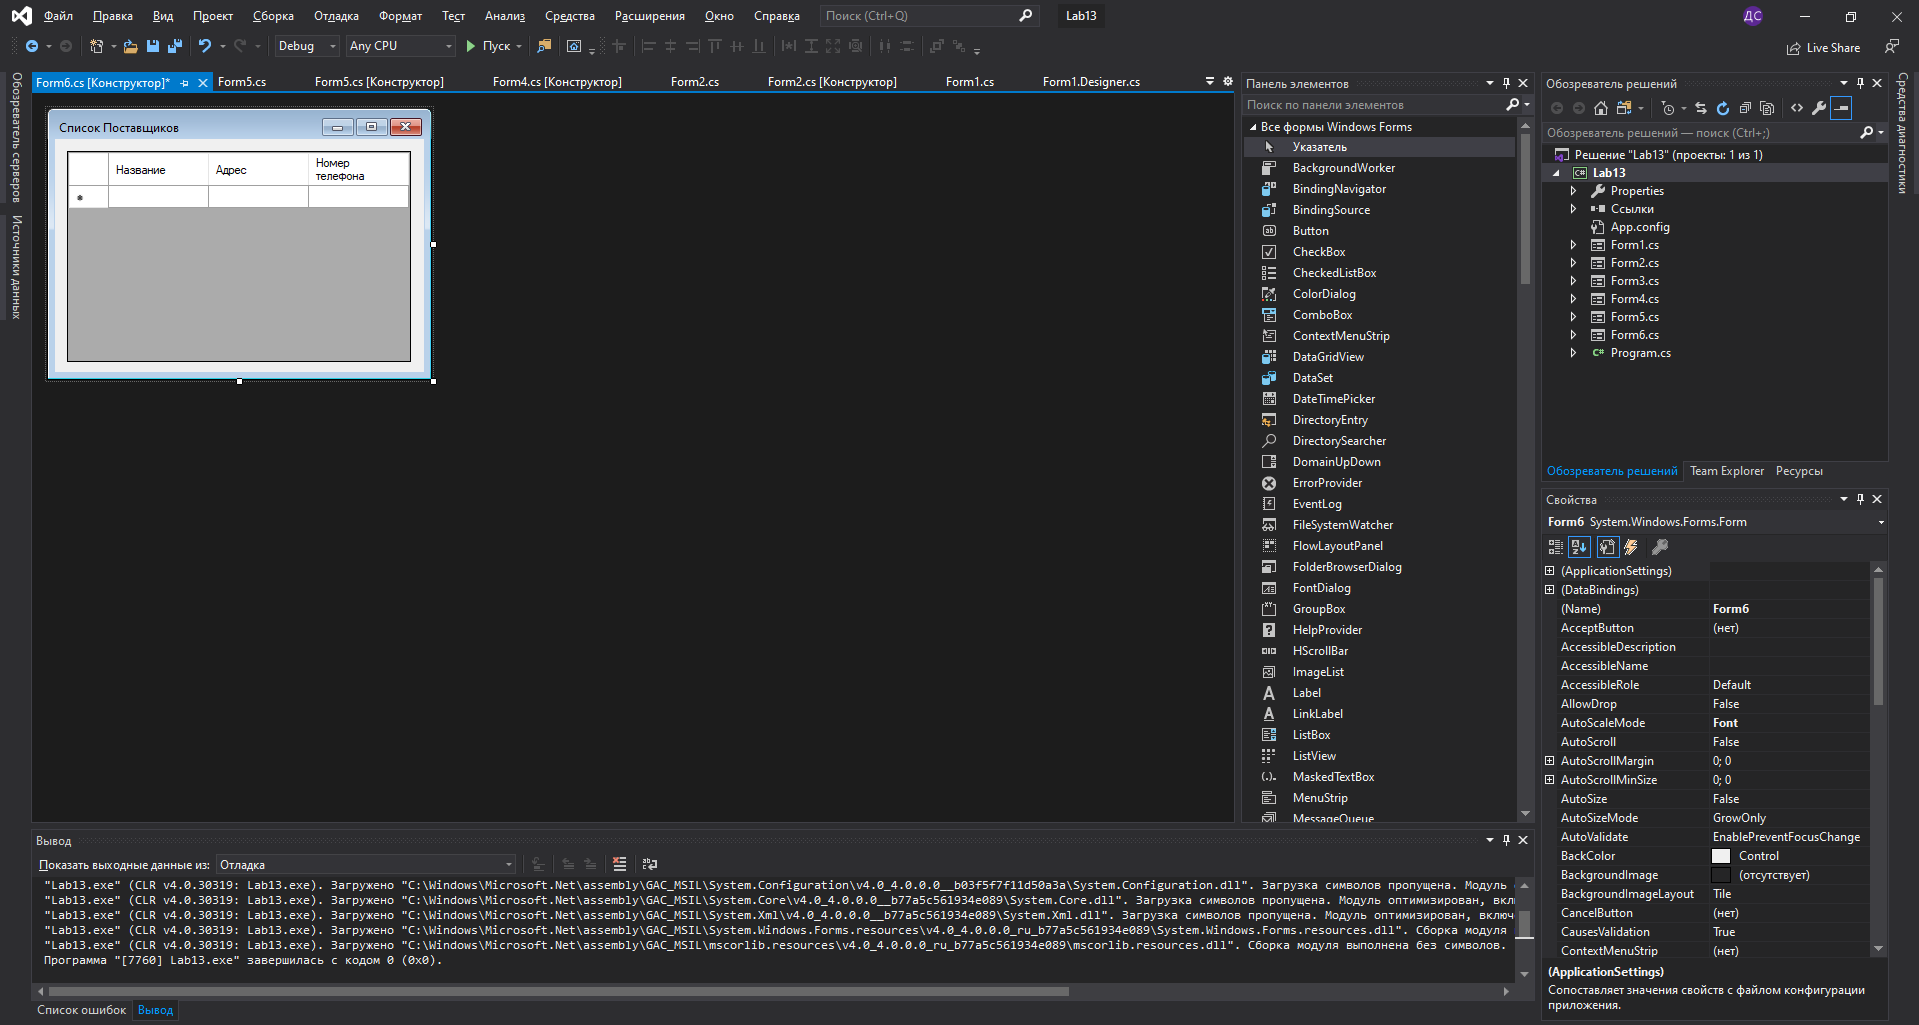 Файл Правка Вид Проект Сборка Отладка Формат Тест Анализ Средства Расширения Окно Справка Поиск (Ctrl+Q) Lab13 ДС
Debug Any CPU Пуск Live Share
Обозреватель серверов
Источники данных
Form6.cs [Конструктор]* Form5.cs Form5.cs [Конструктор] Form4.cs [Конструктор] Form2.cs Form2.cs [Конструктор] Form1.cs Form1.Designer.cs
Список Поставщиков
Название Адрес Номер телефона
Панель элементов
Поиск по панели элементов
Все формы Windows Forms
Указатель
BackgroundWorker
BindingNavigator
BindingSource
Button
CheckBox
CheckedListBox
ColorDialog
ComboBox
ContextMenuStrip
DataGridView
DataSet
DateTimePicker
DirectoryEntry
DirectorySearcher
DomainUpDown
ErrorProvider
EventLog
FileSystemWatcher
FlowLayoutPanel
FolderBrowserDialog
FontDialog
GroupBox
HelpProvider
HScrollBar
ImageList
Label
LinkLabel
ListBox
ListView
MaskedTextBox
MenuStrip
MessageQueue
Обозреватель решений
Обозреватель решений — поиск (Ctrl+;)
Решение "Lab13" (проекты: 1 из 1)
Lab13
Properties
Ссылки
App.config
Form1.cs
Form2.cs
Form3.cs
Form4.cs
Form5.cs
Form6.cs
Program.cs
Обозреватель решений Team Explorer Ресурсы
Средства диагностики
Свойства
Form6 System.Windows.Forms.Form
(ApplicationSettings)
(DataBindings)
(Name) Form6
AcceptButton (нет)
AccessibleDescription
AccessibleName
AccessibleRole Default
AllowDrop False
AutoScaleMode Font
AutoScroll False
AutoScrollMargin 0; 0
AutoScrollMinSize 0; 0
AutoSize False
AutoSizeMode GrowOnly
AutoValidate EnablePreventFocusChange
BackColor Control
BackgroundImage (отсутствует)
BackgroundImageLayout Tile
CancelButton (нет)
CausesValidation True
ContextMenuStrip (нет)
(ApplicationSettings)
Сопоставляет значения свойств с файлом конфигурации
приложения.
Вывод
Показать выходные данные из: Отладка
"Lab13.exe" (CLR v4.0.30319: Lab13.exe). Загружено "C:\Windows\Microsoft.Net\assembly\GAC_MSIL\System.Configuration\v4.0_4.0.0.0__b03f5f7f11d50a3a\System.Configuration.dll". Загрузка символов пропущена. Модуль
"Lab13.exe" (CLR v4.0.30319: Lab13.exe). Загружено "C:\Windows\Microsoft.Net\assembly\GAC_MSIL\System.Core\v4.0_4.0.0.0__b77a5c561934e089\System.Core.dll". Загрузка символов пропущена. Модуль оптимизирован, вкл
"Lab13.exe" (CLR v4.0.30319: Lab13.exe). Загружено "C:\Windows\Microsoft.Net\assembly\GAC_MSIL\System.Xml\v4.0_4.0.0.0__b77a5c561934e089\System.Xml.dll". Загрузка символов пропущена. Модуль оптимизирован, включ
"Lab13.exe" (CLR v4.0.30319: Lab13.exe). Загружено "C:\Windows\Microsoft.Net\assembly\GAC_MSIL\System.Windows.Forms.resources\v4.0_4.0.0.0_ru_b77a5c561934e089\System.Windows.Forms.resources.dll". Сборка модуля
"Lab13.exe" (CLR v4.0.30319: Lab13.exe). Загружено "C:\Windows\Microsoft.Net\assembly\GAC_MSIL\mscorlib.resources\v4.0_4.0.0.0_ru_b77a5c561934e089\mscorlib.resources.dll". Сборка модуля выполнена без символов.
Программа "[7760] Lab13.exe" завершилась с кодом 0 (0x0).
Список ошибок Вывод